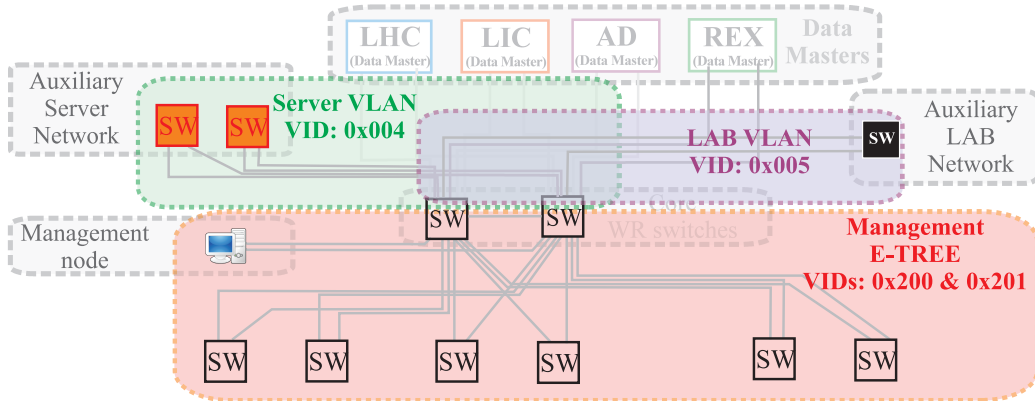 LHC
(Data Master)
LIC
(Data Master)
AD
(Data Master)
REX
(Data Master)
Data
Masters
Auxiliary
Server
Network
SW
SW
Server VLAN
VID: 0x004
LAB VLAN
VID: 0x005
SW
Auxiliary
LAB
Network
SW
SW
Core
WR switches
Management
node
Management
E-TREE
VIDs: 0x200 & 0x201
SW
SW
SW
SW
SW
SW